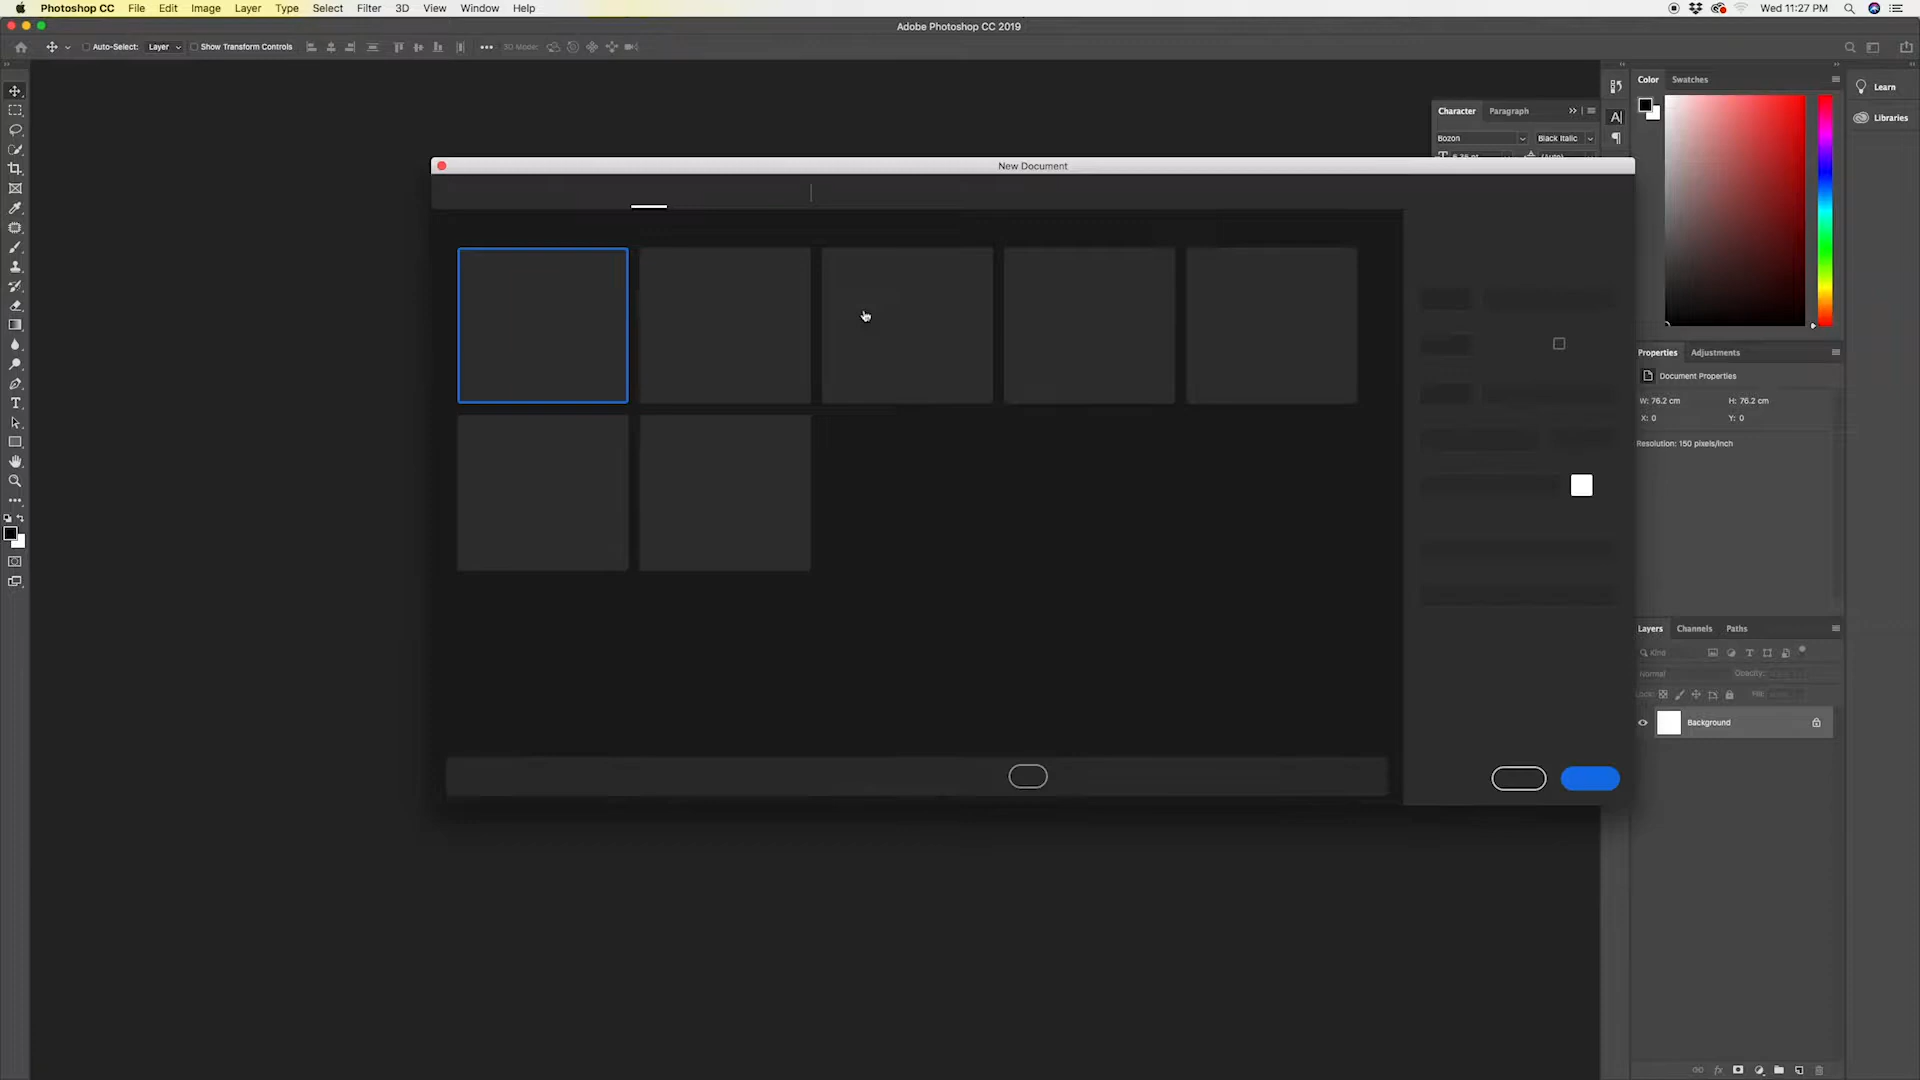 Photoshop CC File Edit Image Layer Type Select Filter 3D View Window Help
Wed 11:27 PM
Adobe Photoshop CC 2019
Auto-Select: Layer Show Transform Controls 3D Mode:
Color Swatches
Learn
Libraries
Character Paragraph
Bozon Black Italic
(Auto)
New Document
Properties Adjustments
Document Properties
W: 76.2 cm H: 76.2 cm
X: 0 Y: 0
Resolution: 150 pixels/inch
Layers Channels Paths
Kind
Normal Opacity:
Lock: Fill:
Background